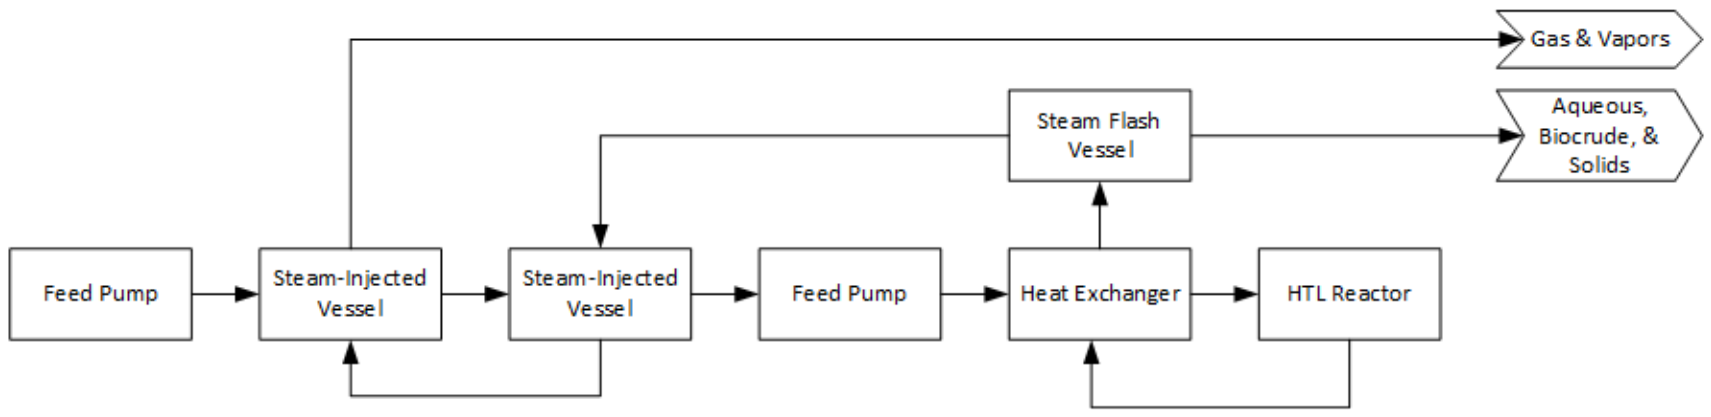 Gas & Vapors
Aqueous,
Biocrude, &
Solids
Steam Flash
Vessel
Feed Pump
Steam-Injected
Vessel
Steam-Injected
Vessel
Feed Pump
Heat Exchanger
HTL Reactor